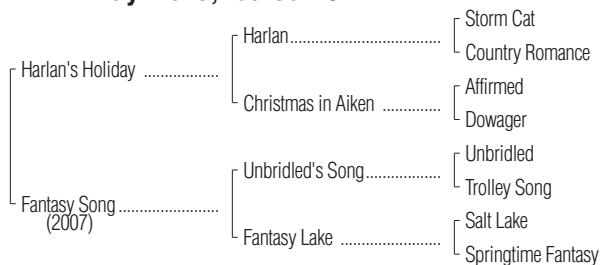 Storm Cat
Harlan
Country Romance
Harlan's Holiday
Affirmed
Christmas in Aiken
Dowager
Unbridled
Unbridled's Song
Trolley Song
Fantasy Song
(2007)
Salt Lake
Fantasy Lake
Springtime Fantasy